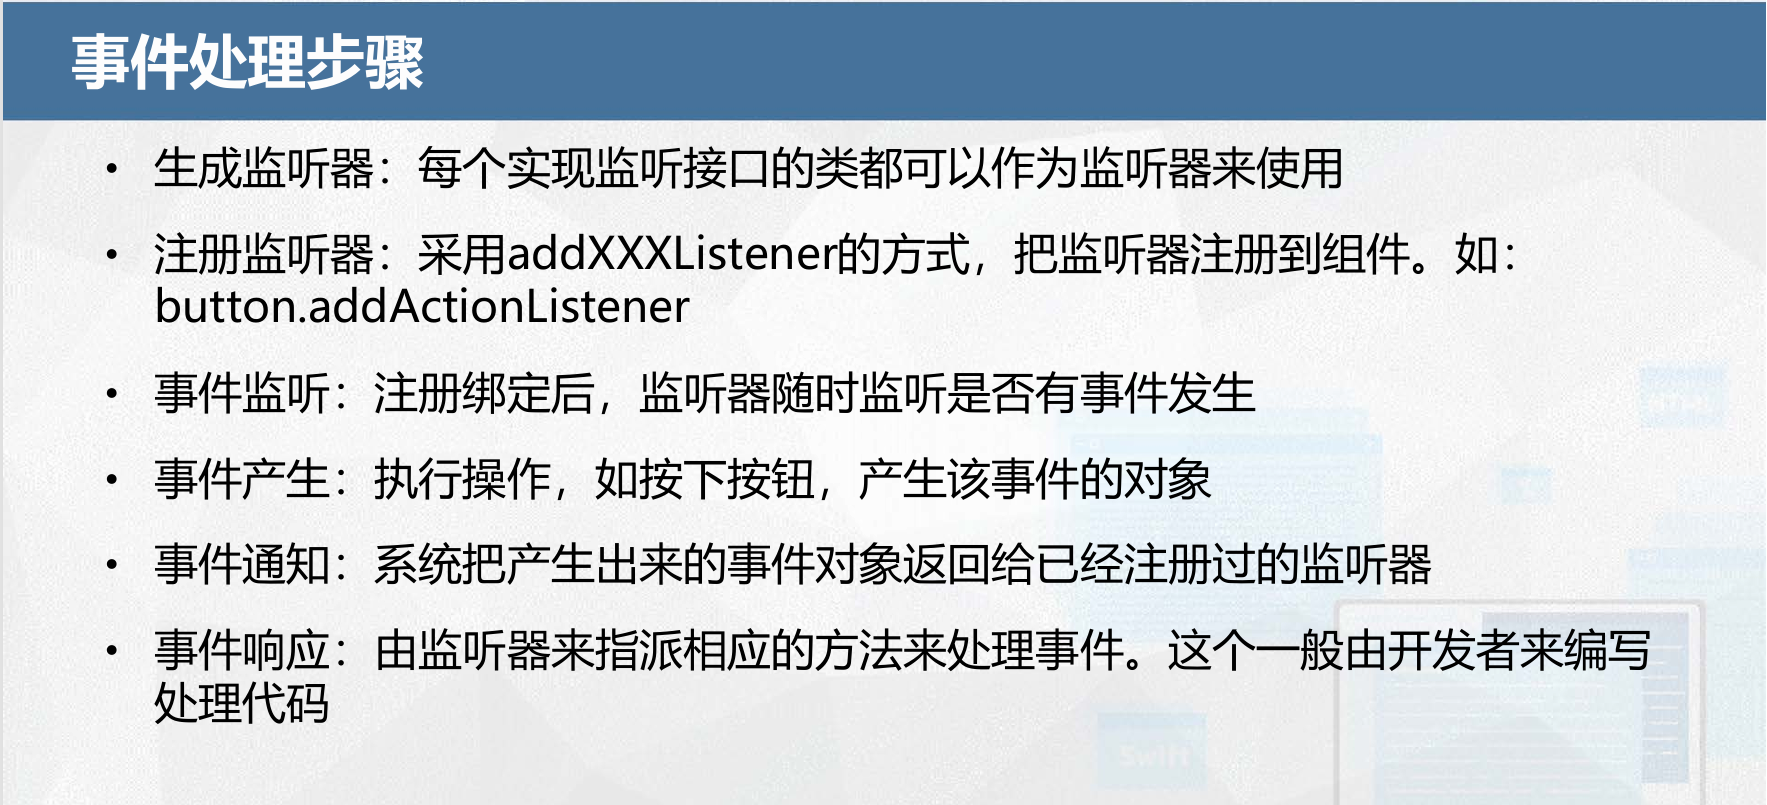 事件处理步骤
• 生成监听器：每个实现监听接口的类都可以作为监听器来使用
• 注册监听器：采用addXXXListener的方式，把监听器注册到组件。如：
button.addActionListener
• 事件监听：注册绑定后，监听器随时监听是否有事件发生
• 事件产生：执行操作，如按下按钮，产生该事件的对象
• 事件通知：系统把产生出来的事件对象返回给已经注册过的监听器
• 事件响应：由监听器来指派相应的方法来处理事件。这个一般由开发者来编写
处理代码
Swift